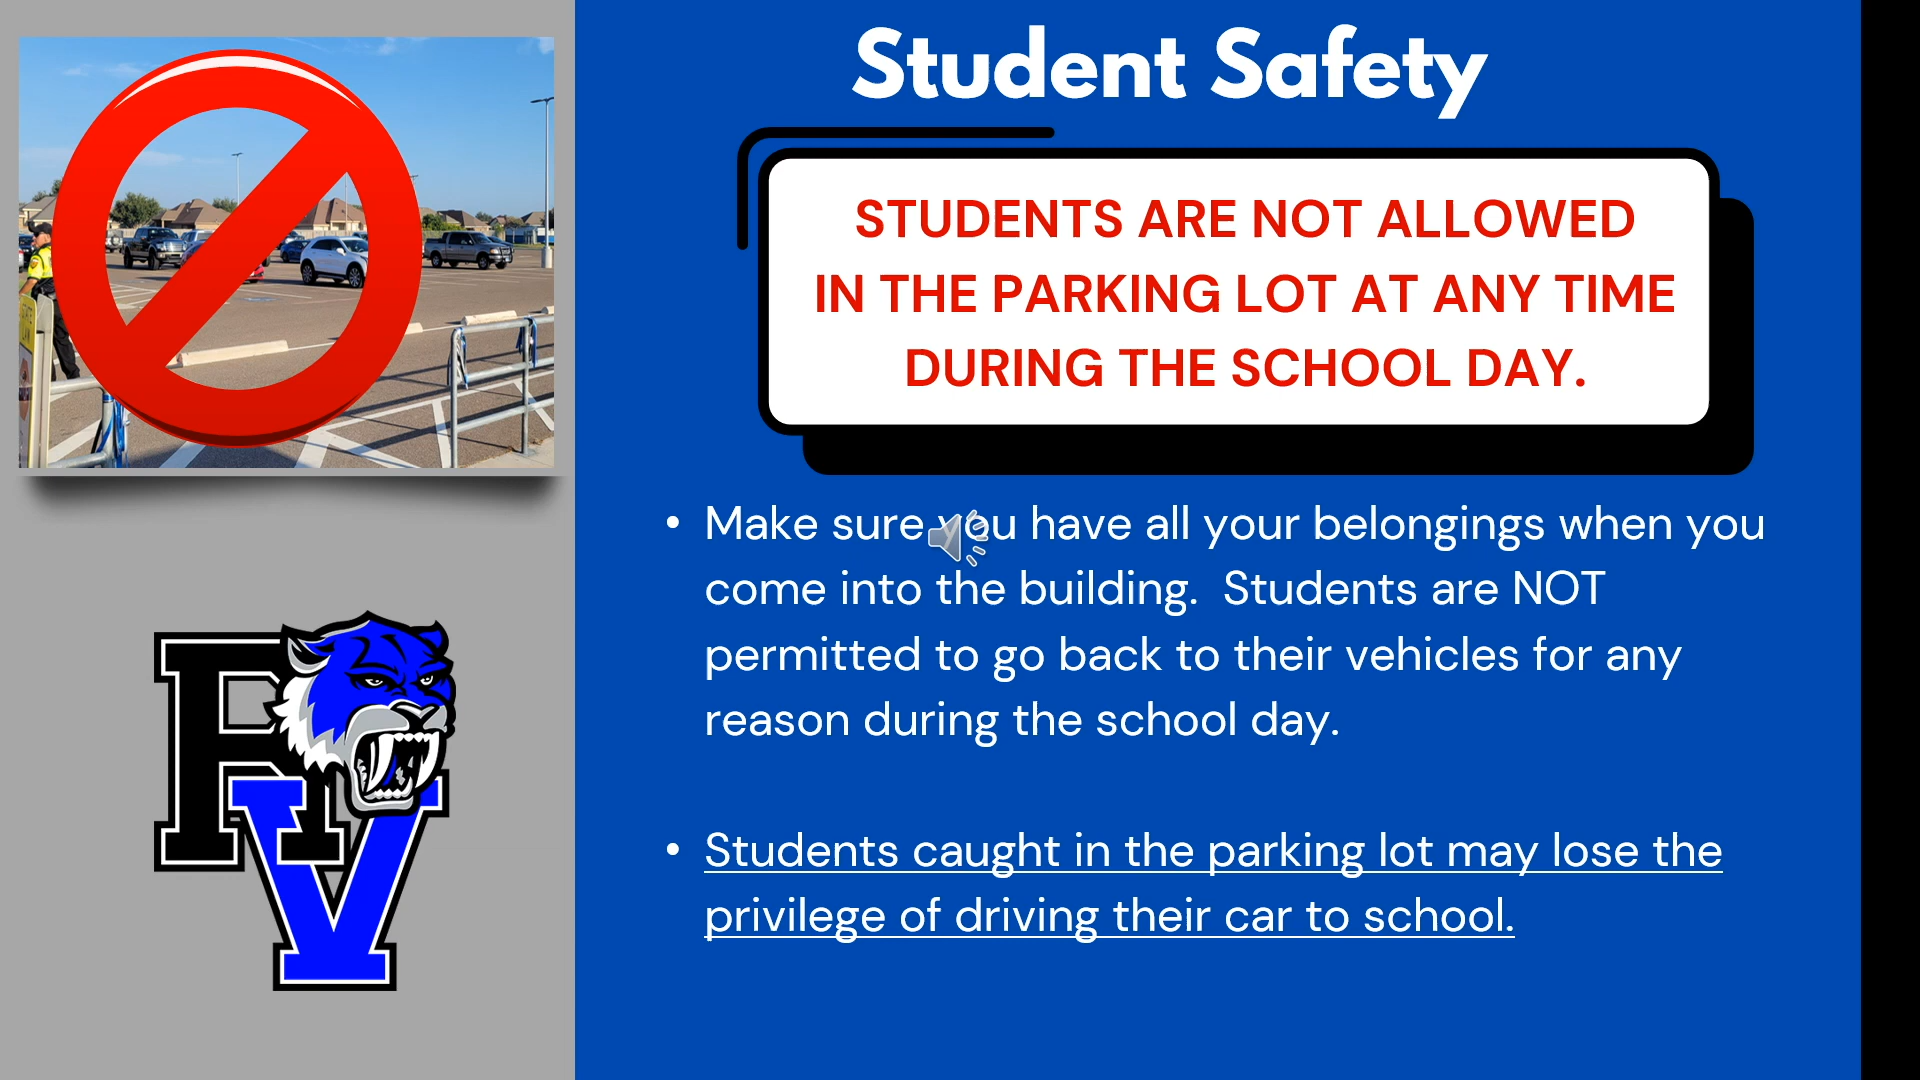 Student Safety
STUDENTS ARE NOT ALLOWED
IN THE PARKING LOT AT ANY TIME
DURING THE SCHOOL DAY.
• Make sure you have all your belongings when you
come into the building.  Students are NOT
permitted to go back to their vehicles for any
reason during the school day.
• Students caught in the parking lot may lose the
privilege of driving their car to school.
RV